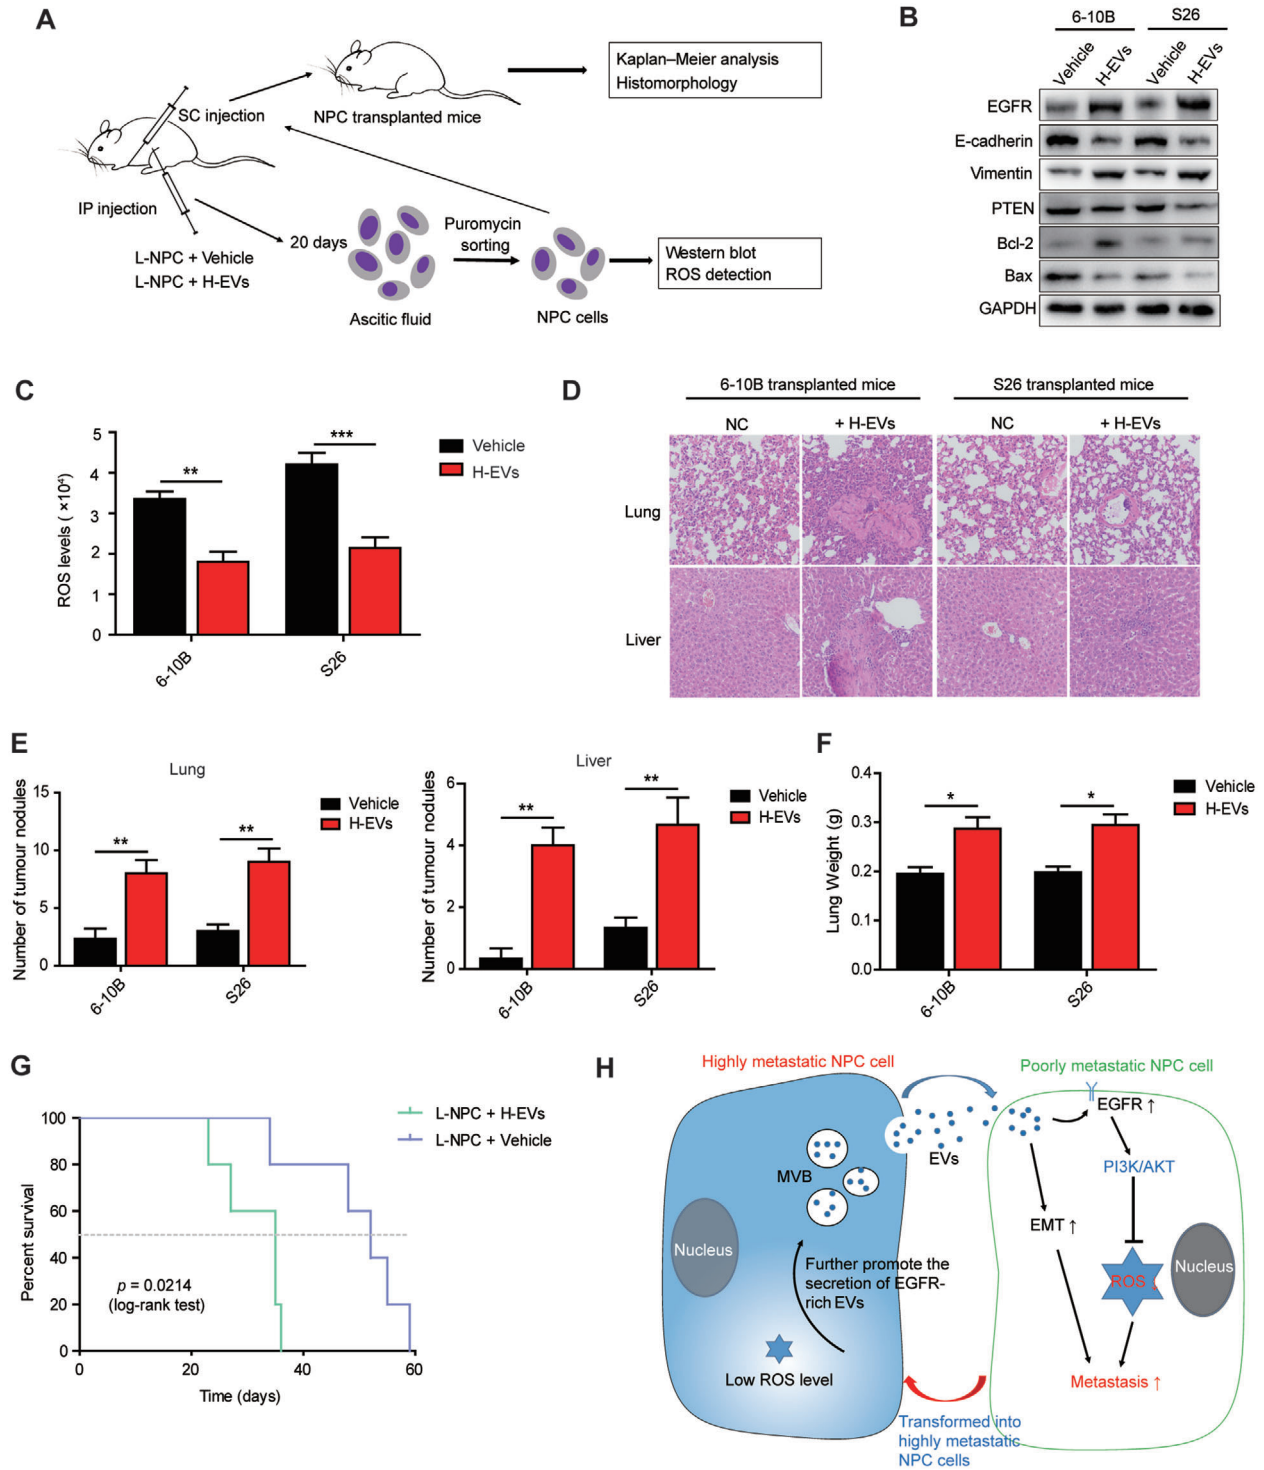 A
SC injection
NPC transplanted mice
Kaplan–Meier analysis
Histomorphology
IP injection
L-NPC + Vehicle
L-NPC + H-EVs
20 days
Ascitic fluid
Puromycin
sorting
NPC cells
Western blot
ROS detection
B
6-10B
S26
Vehicle
H-EVs
Vehicle
H-EVs
EGFR
E-cadherin
Vimentin
PTEN
Bcl-2
Bax
GAPDH
C
ROS levels ( ×10⁴)
5
4
3
2
1
0
**
***
6-10B
S26
Vehicle
H-EVs
D
6-10B transplanted mice
S26 transplanted mice
NC
+ H-EVs
NC
+ H-EVs
Lung
Liver
E
Lung
Number of tumour nodules
15
10
5
0
**
**
6-10B
S26
Vehicle
H-EVs
Liver
Number of tumour nodules
6
4
2
0
**
**
6-10B
S26
Vehicle
H-EVs
F
Lung Weight (g)
0.4
0.3
0.2
0.1
0.0
*
*
6-10B
S26
Vehicle
H-EVs
G
Percent survival
100
80
60
40
20
0
p = 0.0214
(log-rank test)
0
20
40
60
Time (days)
L-NPC + H-EVs
L-NPC + Vehicle
H
Highly metastatic NPC cell
Poorly metastatic NPC cell
MVB
EVs
Nucleus
Further promote the
secretion of EGFR-
rich EVs
Low ROS level
EGFR ↑
PI3K/AKT
EMT ↑
ROS ↓
Nucleus
Metastasis ↑
Transformed into
highly metastatic
NPC cells